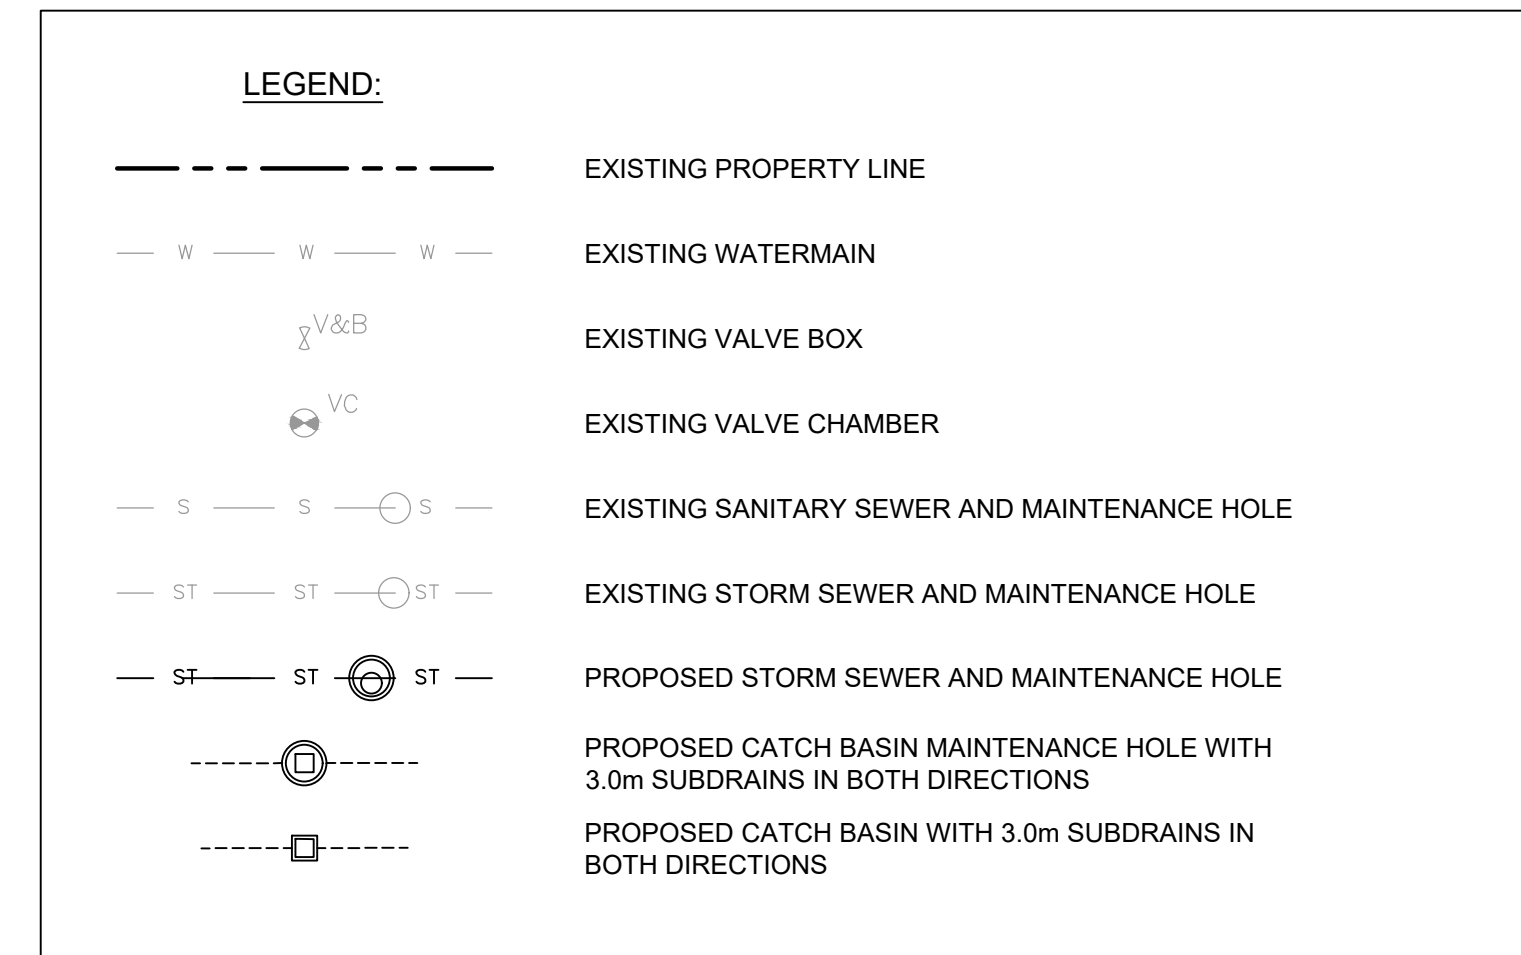 LEGEND:
EXISTING PROPERTY LINE
W W W EXISTING WATERMAIN
V&B EXISTING VALVE BOX
VC EXISTING VALVE CHAMBER
S S S EXISTING SANITARY SEWER AND MAINTENANCE HOLE
ST ST ST EXISTING STORM SEWER AND MAINTENANCE HOLE
ST ST ST PROPOSED STORM SEWER AND MAINTENANCE HOLE
PROPOSED CATCH BASIN MAINTENANCE HOLE WITH
3.0m SUBDRAINS IN BOTH DIRECTIONS
PROPOSED CATCH BASIN WITH 3.0m SUBDRAINS IN
BOTH DIRECTIONS